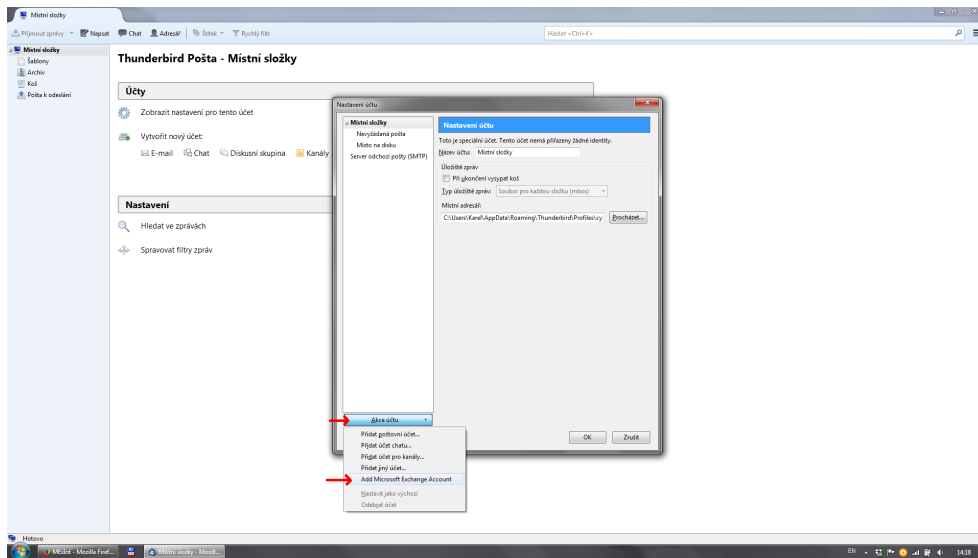 Místní složky
Přijmout zprávy Napsat Chat Adresář Štítek Rychlý filtr Hledat <Ctrl+K>
Místní složky
Šablony
Archiv
Koš
Pošta k odeslání
Thunderbird Pošta - Místní složky
Účty
Zobrazit nastavení pro tento účet
Vytvořit nový účet:
E-mail Chat Diskusní skupina Kanály
Nastavení
Hledat ve zprávách
Spravovat filtry zpráv
Nastavení účtu
Místní složky
Nevyžádaná pošta
Místo na disku
Server odchozí pošty (SMTP)
Nastavení účtu
Toto je speciální účet. Tento účet nemá přiřazeny žádné identity.
Název účtu: Místní složky
Úložiště zpráv
Při ukončení vysypat koš
Typ úložiště zpráv: Soubor pro každou složku (mbox)
Místní adresář:
C:\Users\Karel\AppData\Roaming\Thunderbird\Profiles\cy Procházet...
Akce účtu
OK Zrušit
Přidat poštovní účet...
Přidat účet chatu...
Přidat účet pro kanály...
Přidat jiný účet...
Add Microsoft Exchange Account
Nastavit jako výchozí
Odebrat účet
Hotovo
MEsInt - Mozilla Firef... Místní složky - Mozill... EN 14:18